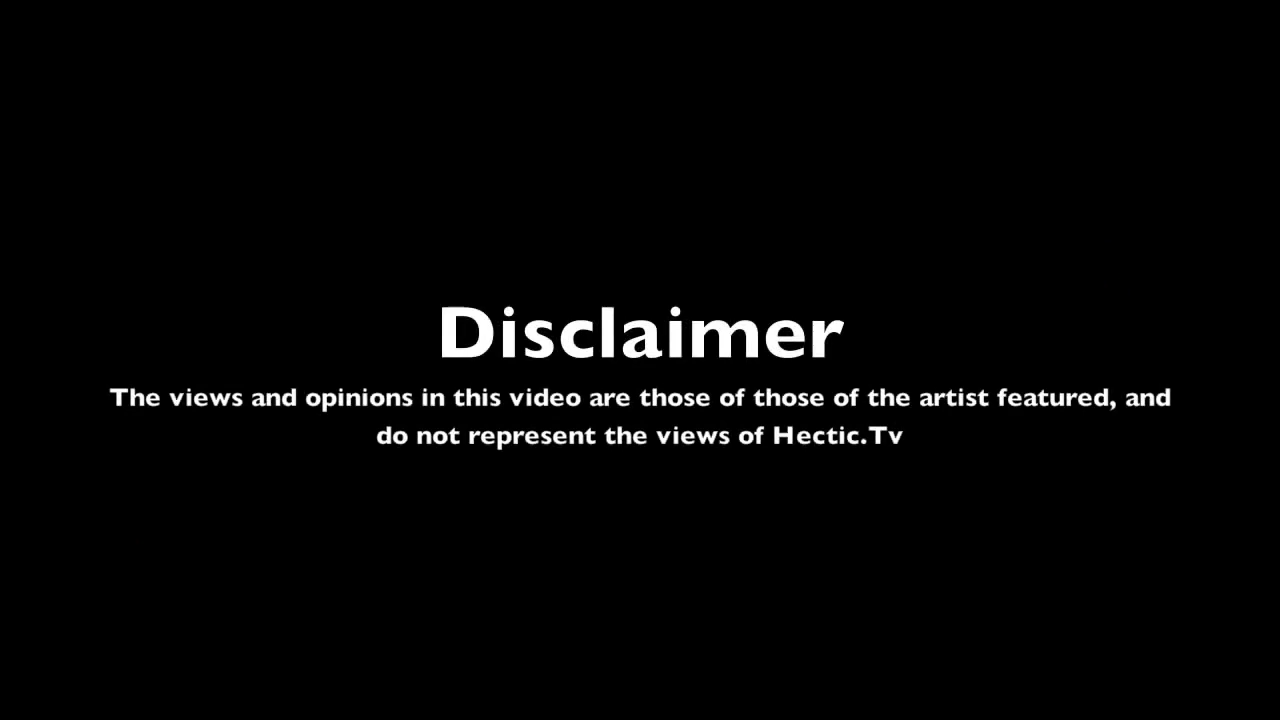 Disclaimer
The views and opinions in this video are those of those of the artist featured, and
do not represent the views of Hectic.Tv